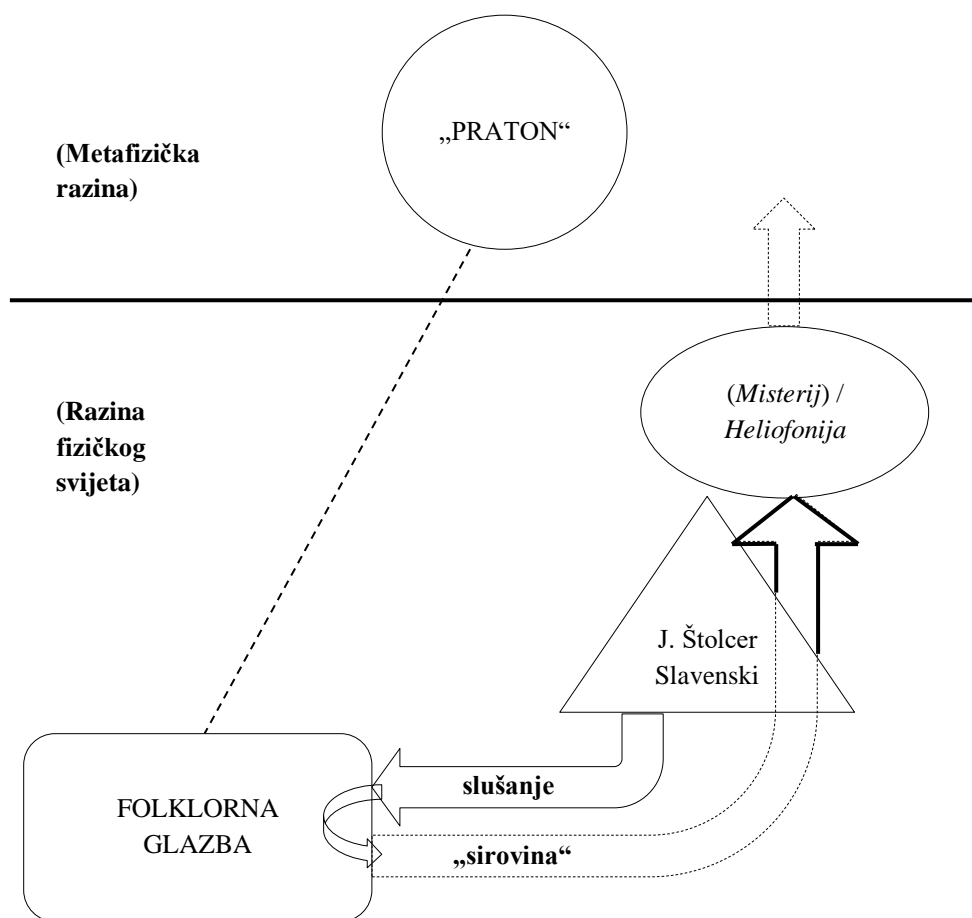 „PRATON“
(Metafizička
razina)
(Misterij) /
Heliofonija
(Razina
fizičkog
svijeta)
J. Štolcer
Slavenski
slušanje
FOLKLORNA
GLAZBA
„sirovina“